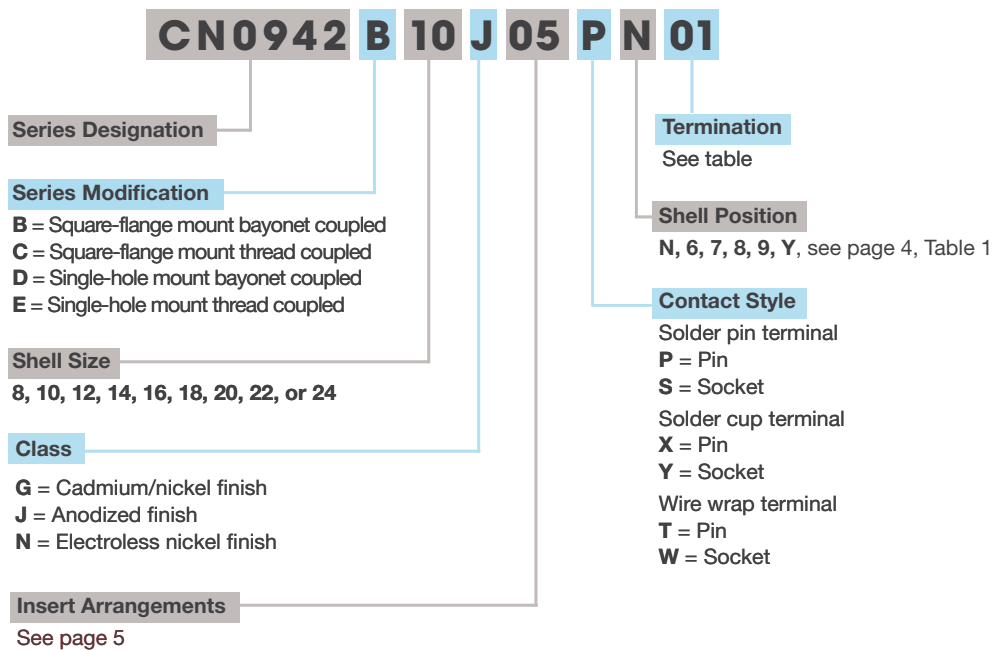 CN0942 B 10 J 05 P N 01
Series Designation
Series Modification
B = Square-flange mount bayonet coupled
C = Square-flange mount thread coupled
D = Single-hole mount bayonet coupled
E = Single-hole mount thread coupled
Shell Size
8, 10, 12, 14, 16, 18, 20, 22, or 24
Class
G = Cadmium/nickel finish
J = Anodized finish
N = Electroless nickel finish
Insert Arrangements
See page 5
Termination
See table
Shell Position
N, 6, 7, 8, 9, Y, see page 4, Table 1
Contact Style
Solder pin terminal
P = Pin
S = Socket
Solder cup terminal
X = Pin
Y = Socket
Wire wrap terminal
T = Pin
W = Socket